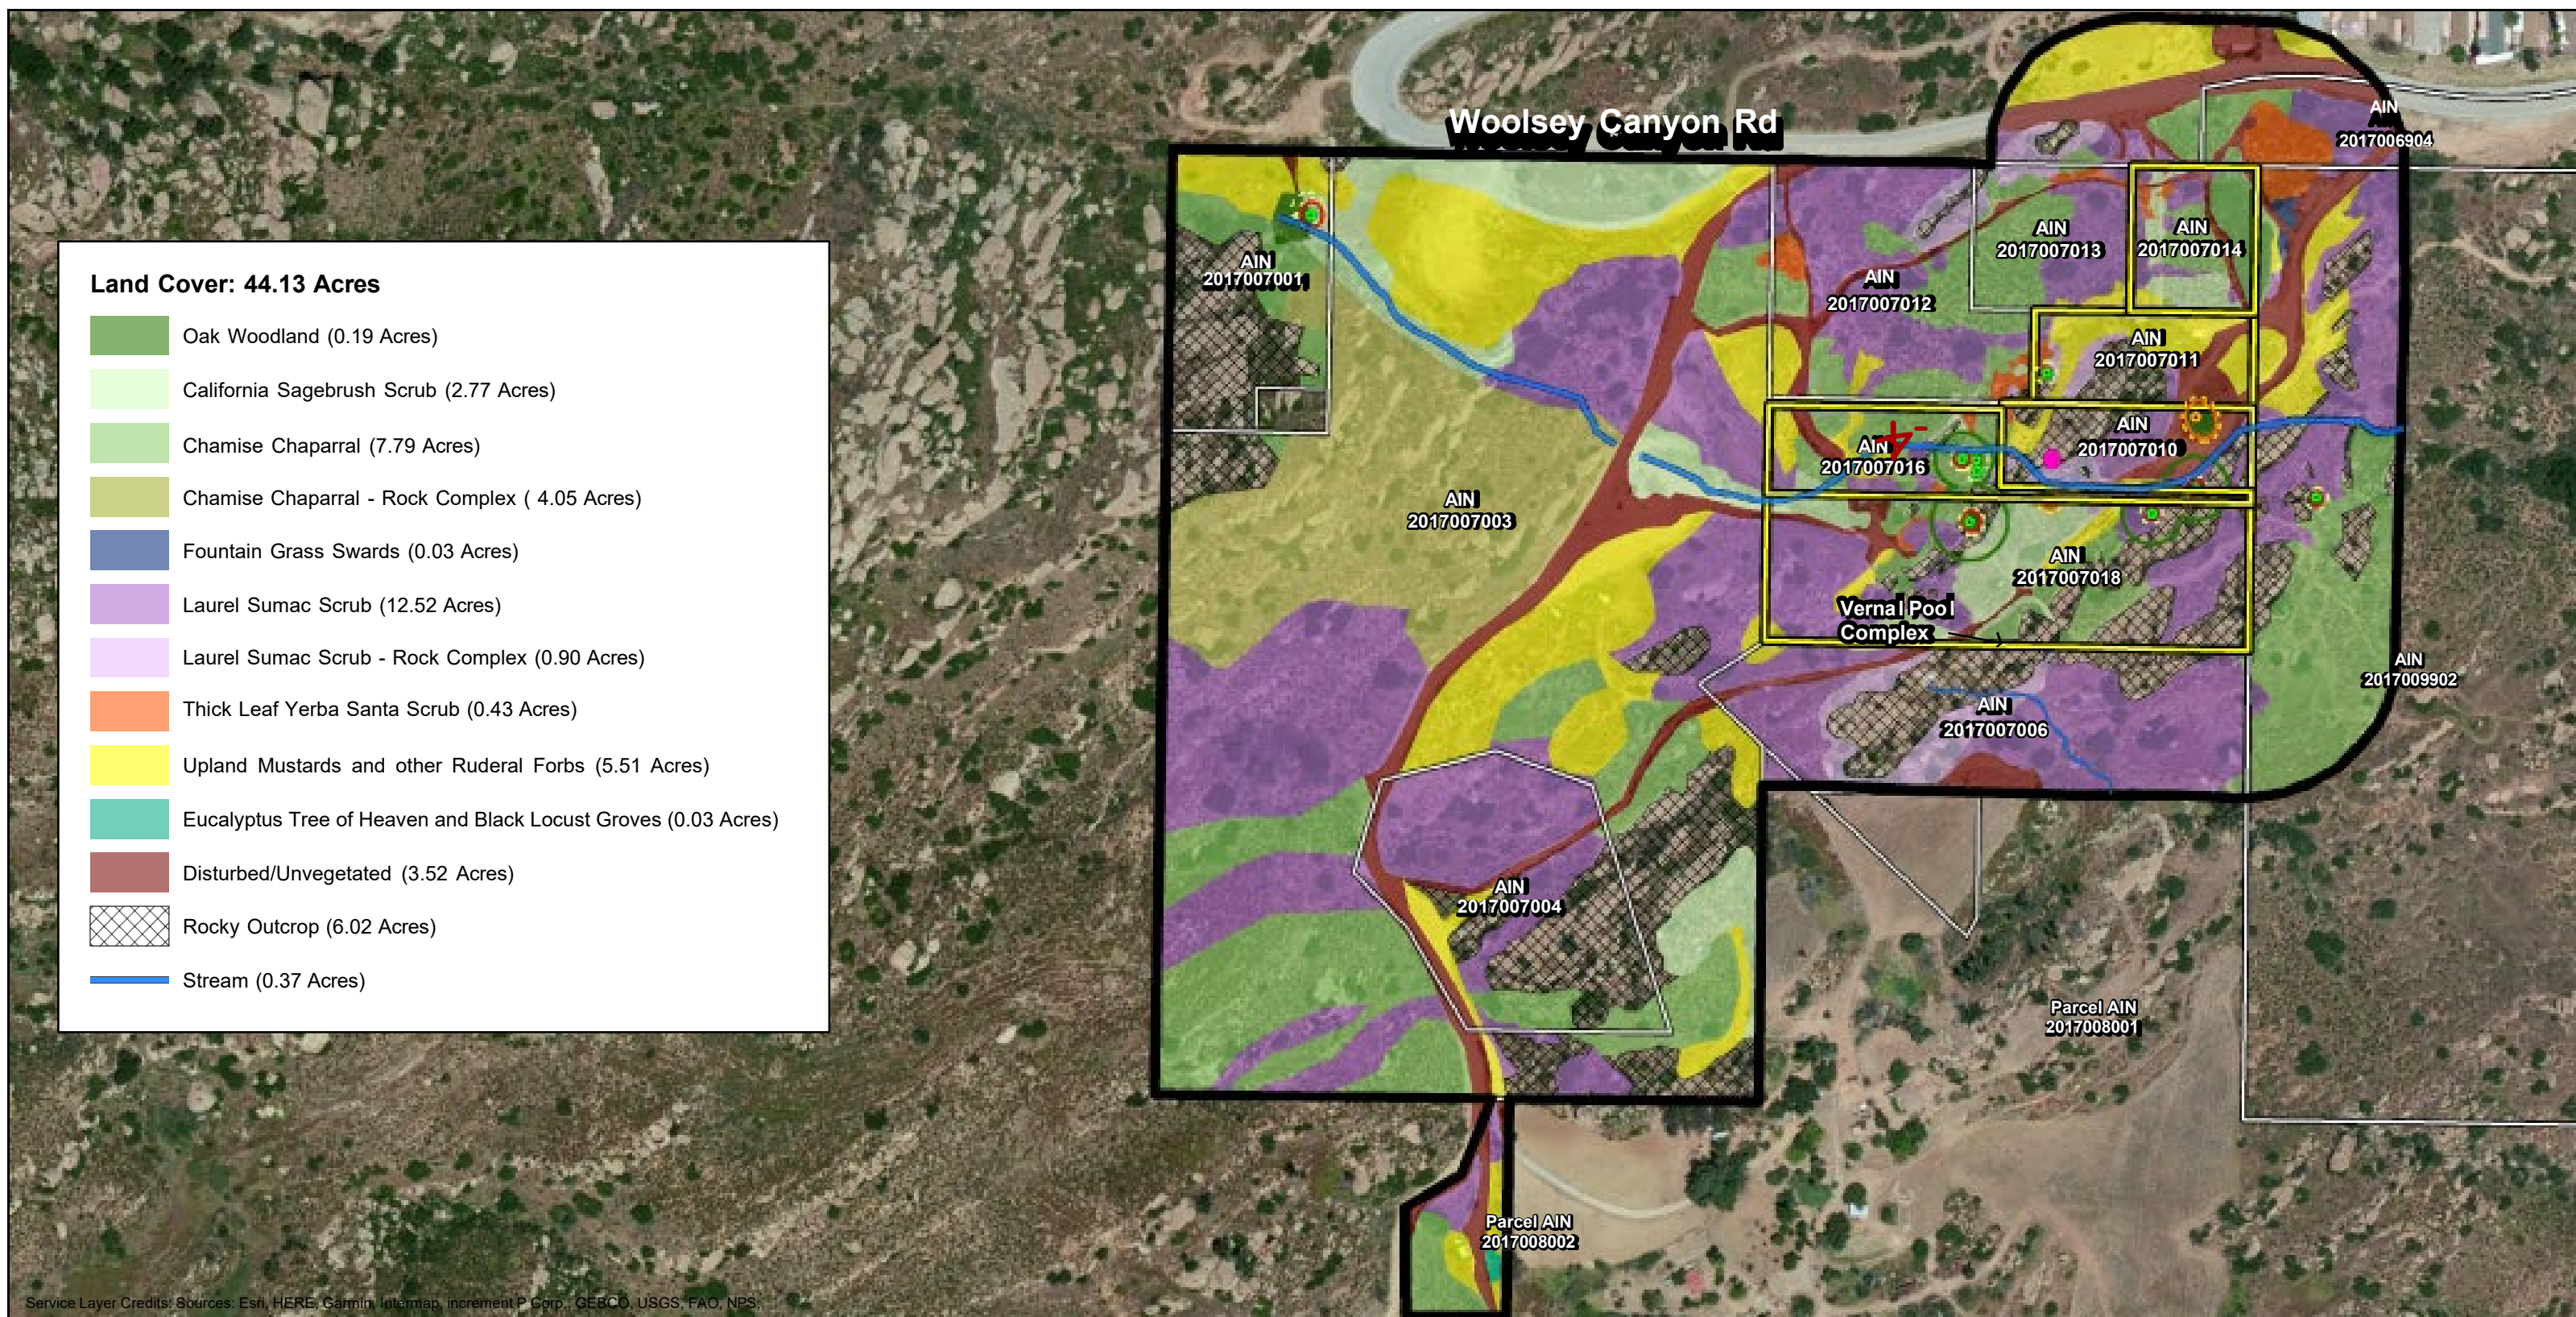 Woolsey Canyon Rd
AIN
2017006904
AIN
2017007001
AIN
2017007013
AIN
2017007014
AIN
2017007012
AIN
2017007011
AIN
2017007010
AIN
2017007016
AIN
2017007003
AIN
2017007018
Vernal Pool
Complex
AIN
2017009902
AIN
2017007006
AIN
2017007004
Parcel AIN
2017008001
Parcel AIN
2017008002
Land Cover: 44.13 Acres
Oak Woodland (0.19 Acres)
California Sagebrush Scrub (2.77 Acres)
Chamise Chaparral (7.79 Acres)
Chamise Chaparral - Rock Complex ( 4.05 Acres)
Fountain Grass Swards (0.03 Acres)
Laurel Sumac Scrub (12.52 Acres)
Laurel Sumac Scrub - Rock Complex (0.90 Acres)
Thick Leaf Yerba Santa Scrub (0.43 Acres)
Upland Mustards and other Ruderal Forbs (5.51 Acres)
Eucalyptus Tree of Heaven and Black Locust Groves (0.03 Acres)
Disturbed/Unvegetated (3.52 Acres)
Rocky Outcrop (6.02 Acres)
Stream (0.37 Acres)
Service Layer Credits: Sources: Esri, HERE, Garmin, Intermap, increment P Corp., GEBCO, USGS, FAO, NPS,